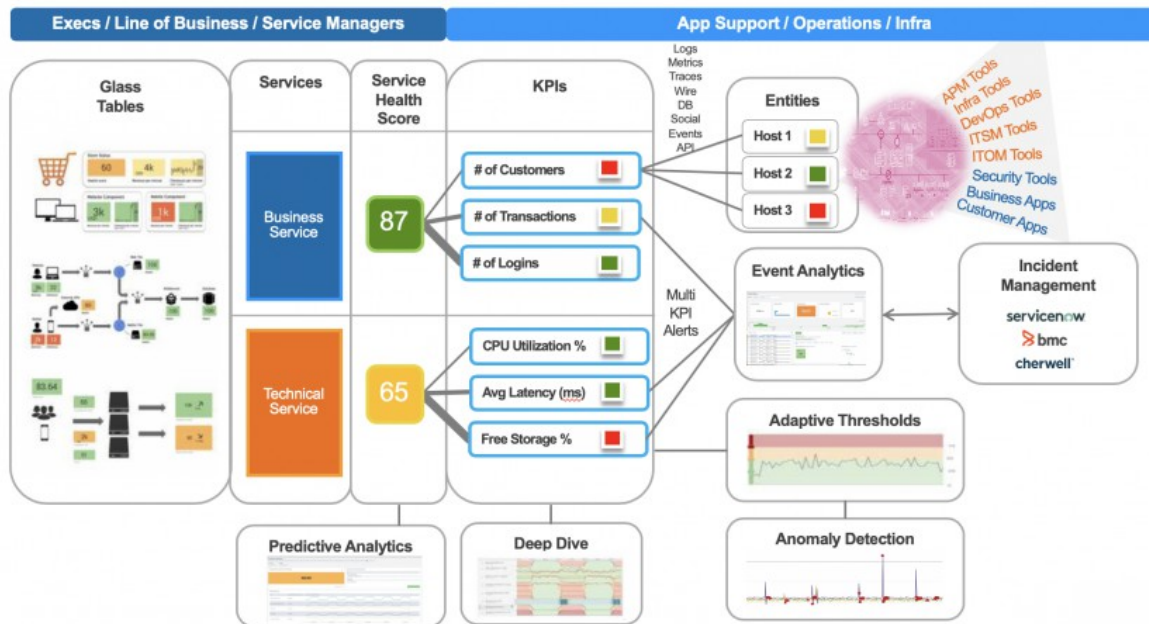 Execs / Line of Business / Service Managers
App Support / Operations / Infra
Glass
Tables
Services
Service
Health
Score
KPIs
Logs
Metrics
Traces
Wire
DB
Social
Events
API
Entities
Host 1
Host 2
Host 3
APM Tools
Infra Tools
DevOps Tools
ITSM Tools
ITOM Tools
Security Tools
Business Apps
Customer Apps
60
4k
3k
1k
Business
Service
87
# of Customers
# of Transactions
# of Logins
Multi
KPI
Alerts
Event Analytics
Incident
Management
servicenow
bmc
cherwell
Technical
Service
65
CPU Utilization %
Avg Latency (ms)
Free Storage %
83.64
Adaptive Thresholds
Predictive Analytics
Deep Dive
Anomaly Detection